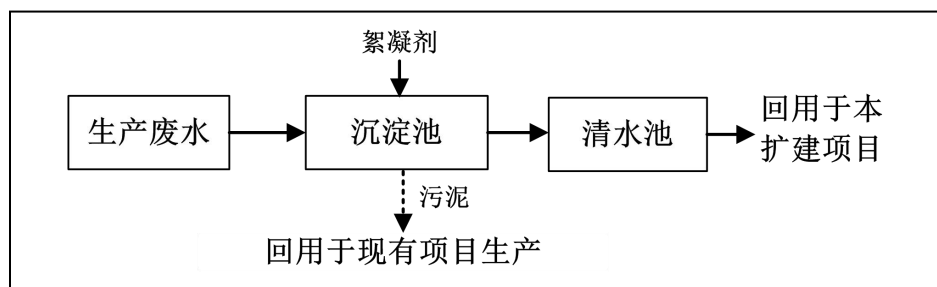 絮凝剂
生产废水
沉淀池
清水池
回用于本
扩建项目
污泥
回用于现有项目生产